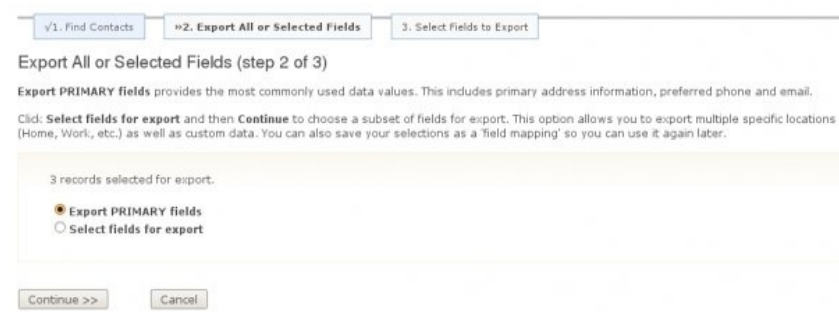 √1. Find Contacts
»2. Export All or Selected Fields
3. Select Fields to Export
Export All or Selected Fields (step 2 of 3)
Export PRIMARY fields provides the most commonly used data values. This includes primary address information, preferred phone and email.
Click Select fields for export and then Continue to choose a subset of fields for export. This option allows you to export multiple specific locations
(Home, Work, etc.) as well as custom data. You can also save your selections as a 'field mapping' so you can use it again later.
3 records selected for export.
Export PRIMARY fields
Select fields for export
Continue >>
Cancel